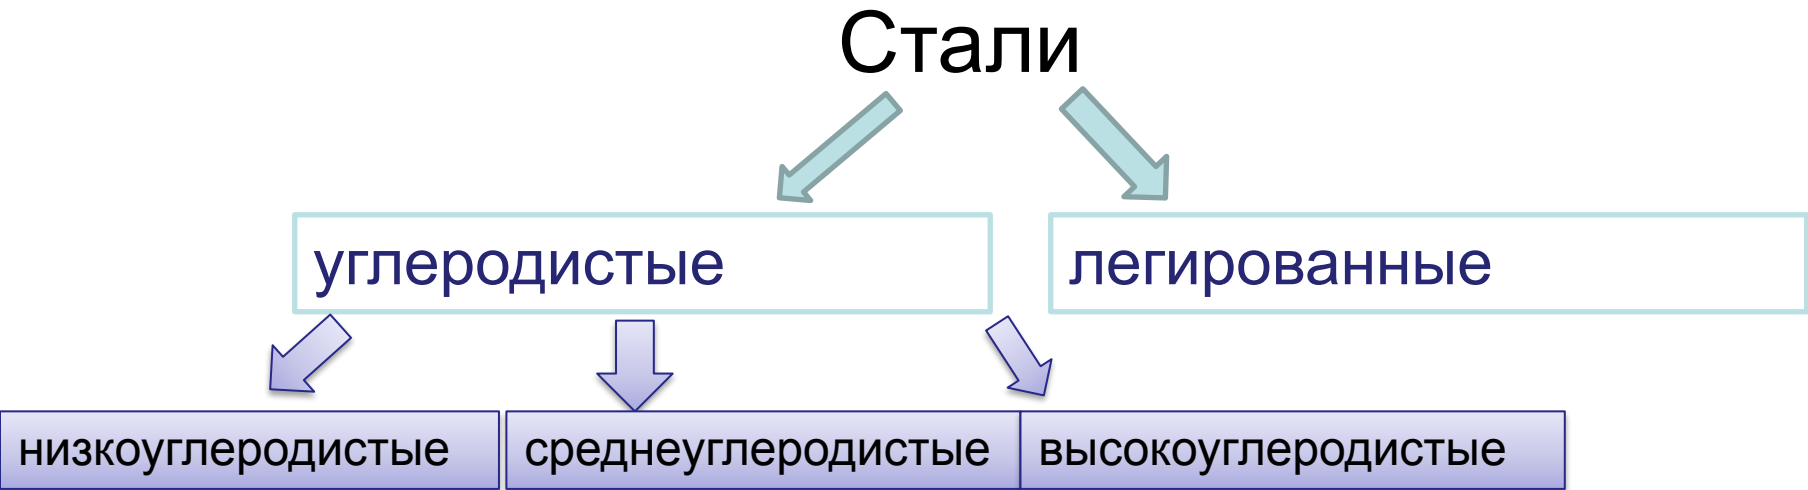 Стали
углеродистые
легированные
низкоуглеродистые
среднеуглеродистые
высокоуглеродистые